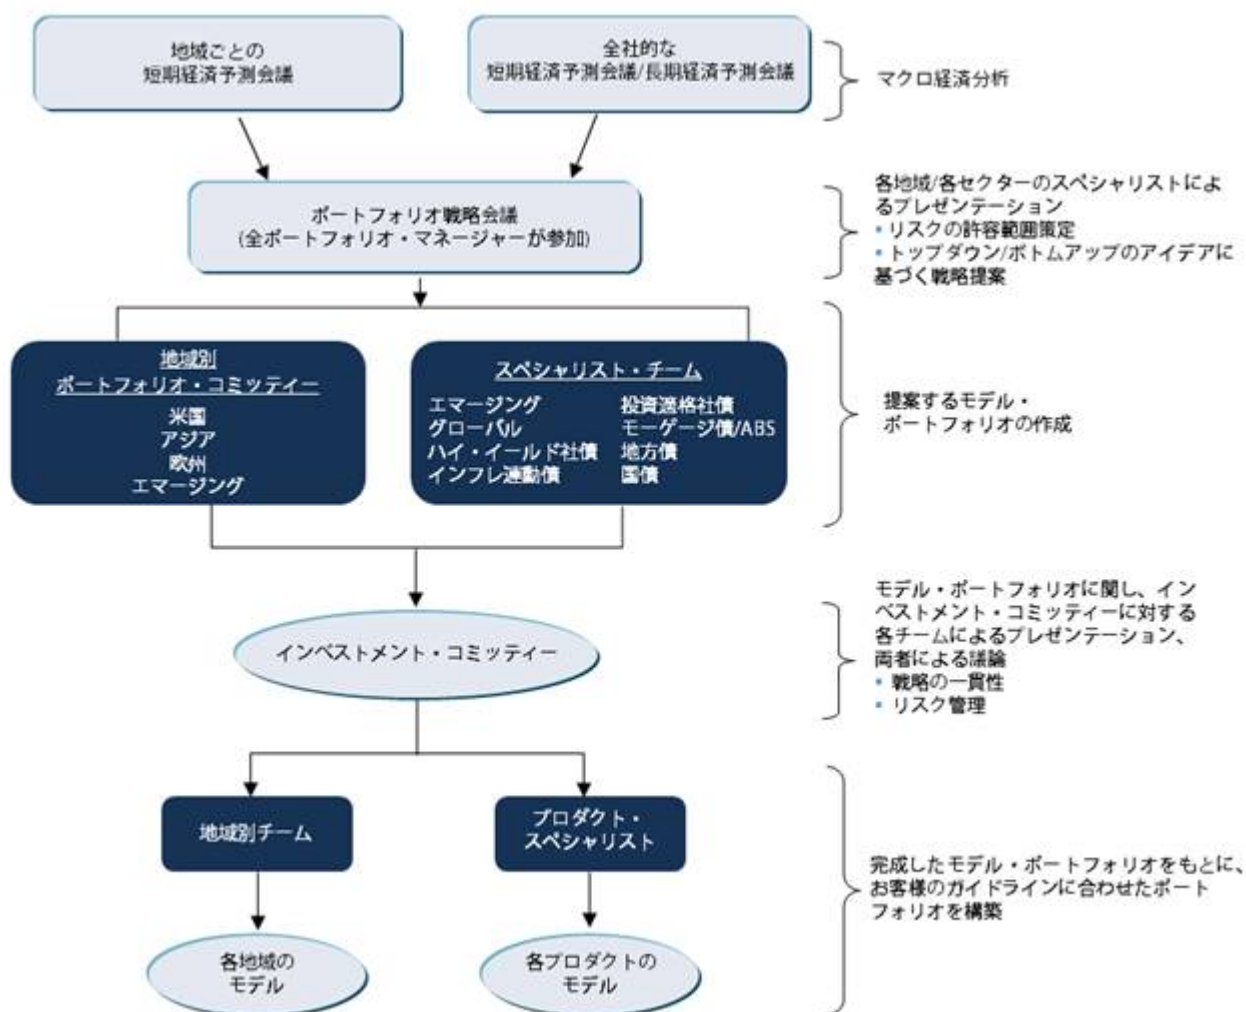 地域ごとの
短期経済予測会議
全社的な
短期経済予測会議/長期経済予測会議
マクロ経済分析
ポートフォリオ戦略会議
(全ポートフォリオ・マネージャーが参加)
各地域/各セクターのスペシャリストによ
るプレゼンテーション
▪ リスクの許容範囲策定
▪ トップダウン/ボトムアップのアイデアに
基づく戦略提案
地域別
ポートフォリオ・コミッティー
米国
アジア
欧州
エマージング
スペシャリスト・チーム
エマージング 投資適格社債
グローバル モーゲージ債/ABS
ハイ・イールド社債 地方債
インフレ連動債 国債
提案するモデル・
ポートフォリオの作成
インベストメント・コミッティー
モデル・ポートフォリオに関し、イン
ベストメント・コミッティーに対する
各チームによるプレゼンテーション、
両者による議論
▪ 戦略の一貫性
▪ リスク管理
地域別チーム
プロダクト・
スペシャリスト
各地域の
モデル
各プロダクトの
モデル
完成したモデル・ポートフォリオをもとに、
お客様のガイドラインに合わせたポート
フォリオを構築